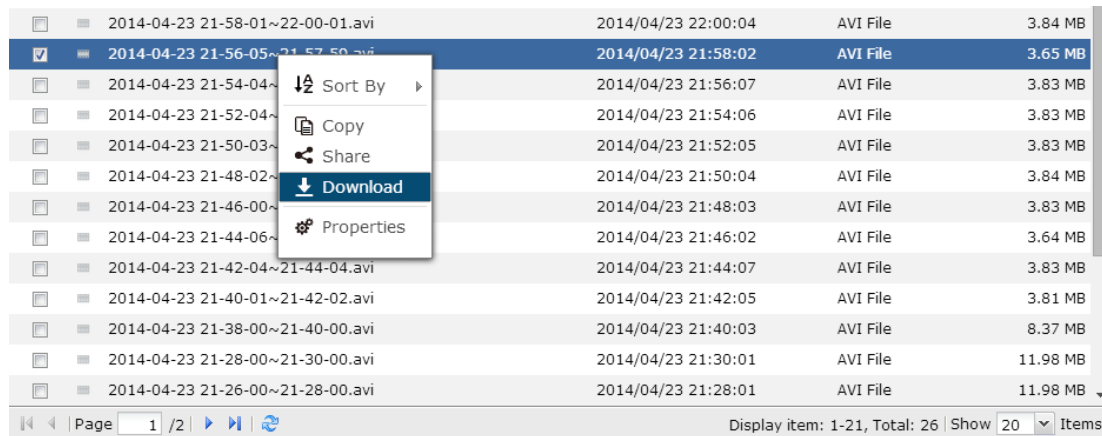 2014-04-23 21-58-01~22-00-01.avi 2014/04/23 22:00:04 AVI File 3.84 MB
2014-04-23 21-56-05~21-57-59.avi 2014/04/23 21:58:02 AVI File 3.65 MB
2014-04-23 21-54-04~ 2014/04/23 21:56:07 AVI File 3.83 MB
Sort By
2014-04-23 21-52-04~ 2014/04/23 21:54:06 AVI File 3.83 MB
Copy
2014-04-23 21-50-03~ 2014/04/23 21:52:05 AVI File 3.83 MB
Share
2014-04-23 21-48-02~ 2014/04/23 21:50:04 AVI File 3.84 MB
Download
2014-04-23 21-46-00~ 2014/04/23 21:48:03 AVI File 3.83 MB
Properties
2014-04-23 21-44-06~ 2014/04/23 21:46:02 AVI File 3.64 MB
2014-04-23 21-42-04~21-44-04.avi 2014/04/23 21:44:07 AVI File 3.83 MB
2014-04-23 21-40-01~21-42-02.avi 2014/04/23 21:42:05 AVI File 3.81 MB
2014-04-23 21-38-00~21-40-00.avi 2014/04/23 21:40:03 AVI File 8.37 MB
2014-04-23 21-28-00~21-30-00.avi 2014/04/23 21:30:01 AVI File 11.98 MB
2014-04-23 21-26-00~21-28-00.avi 2014/04/23 21:28:01 AVI File 11.98 MB
Page 1 /2 Display item: 1-21, Total: 26 Show 20 Items